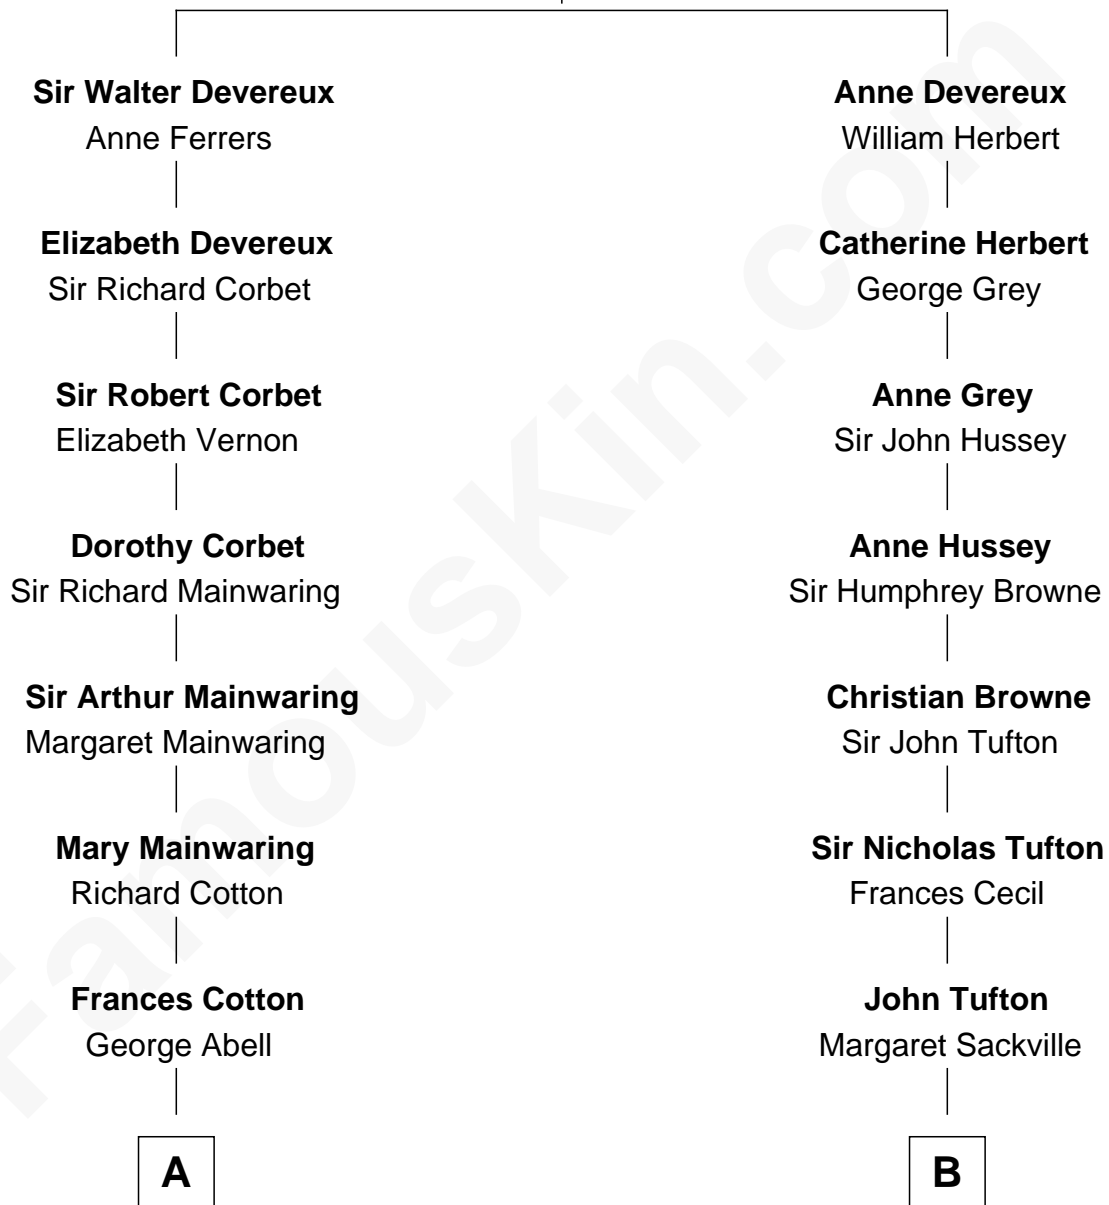 Sir Walter Devereux
Anne Ferrers
Elizabeth Devereux
Sir Richard Corbet
Sir Robert Corbet
Elizabeth Vernon
Dorothy Corbet
Sir Richard Mainwaring
Sir Arthur Mainwaring
Margaret Mainwaring
Mary Mainwaring
Richard Cotton
Frances Cotton
George Abell
A
Anne Devereux
William Herbert
Catherine Herbert
George Grey
Anne Grey
Sir John Hussey
Anne Hussey
Sir Humphrey Browne
Christian Browne
Sir John Tufton
Sir Nicholas Tufton
Frances Cecil
John Tufton
Margaret Sackville
B
FamousKin.com